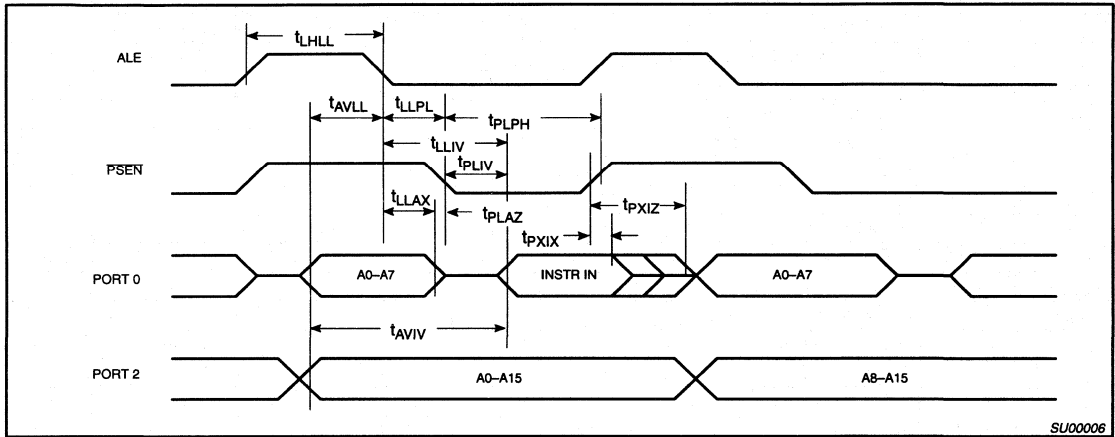 tLHLL
ALE
tAVLL
tLLPL
tPLPH
tLLIV
tPLIV
PSEN
tLLAX
tPLAZ
tPXIZ
tPXIX
PORT 0
A0–A7
INSTR IN
A0–A7
tAVIV
PORT 2
A0–A15
A8–A15
SU00006